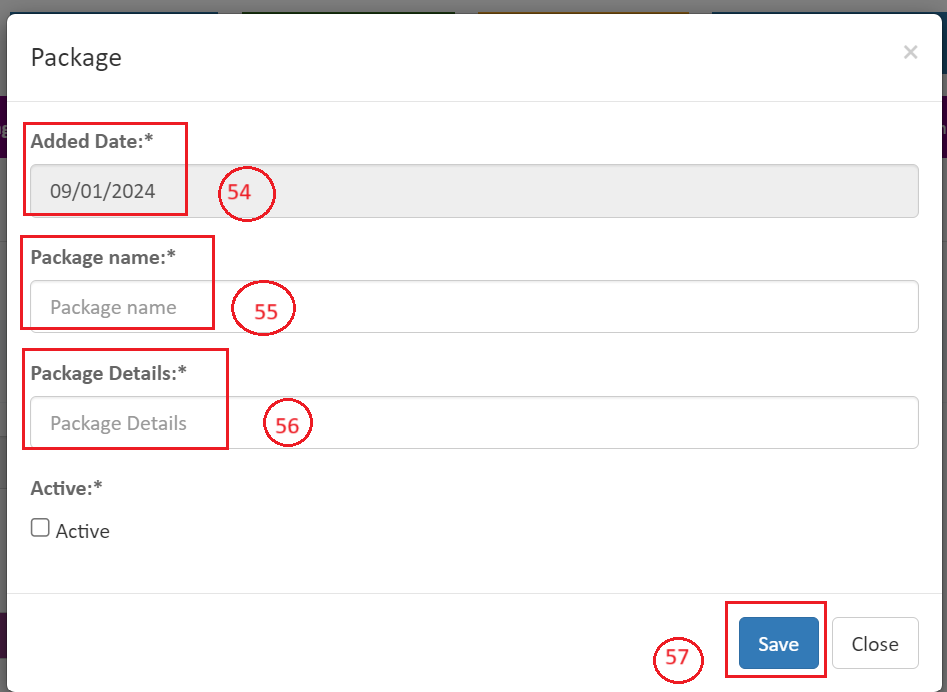 Package
×
Added Date:*
09/01/2024
54
Package name:*
Package name
55
Package Details:*
Package Details
56
Active:*
Active
57
Save
Close